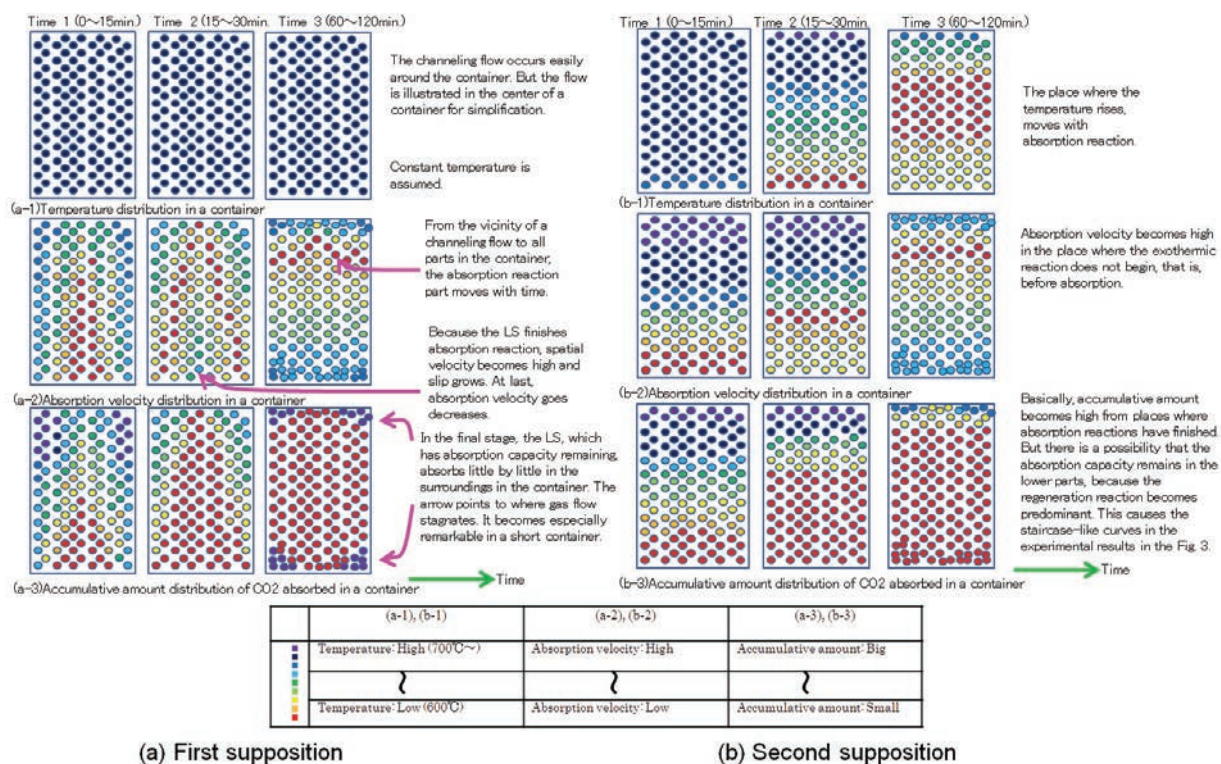 Time 1 (0~15min.) Time 2 (15~30min. Time 3 (60~120min.)
The channeling flow occurs easily
around the container. But the flow
is illustrated in the center of a
container for simplification.
Constant temperature is
assumed.
(a-1)Temperature distribution in a container
From the vicinity of a
channeling flow to all
parts in the container,
the absorption reaction
part moves with time.
Because the LS finishes
absorption reaction, spatial
velocity becomes high and
slip grows. At last,
absorption velocity goes
decreases.
(a-2)Absorption velocity distribution in a container
In the final stage, the LS, which
has absorption capacity remaining,
absorbs little by little in the
surroundings in the container. The
arrow points to where gas flow
stagnates. It becomes especially
remarkable in a short container.
Time
(a-3)Accumulative amount distribution of CO2 absorbed in a container
Time 1 (0~15min.) Time 2 (15~30min. Time 3 (60~120min.)
The place where the
temperature rises,
moves with
absorption reaction.
(b-1)Temperature distribution in a container
Absorption velocity becomes high
in the place where the exothermic
reaction does not begin, that is,
before absorption.
(b-2)Absorption velocity distribution in a container
Basically, accumulative amount
becomes high from places where
absorption reactions have finished.
But there is a possibility that the
absorption capacity remains in the
lower parts, because the
regeneration reaction becomes
predominant. This causes the
staircase-like curves in the
experimental results in the Fig. 3.
Time
(b-3)Accumulative amount distribution of CO2 absorbed in a container
(a-1), (b-1) (a-2), (b-2) (a-3), (b-3)
Temperature: High (700℃~) Absorption velocity: High Accumulative amount: Big
~ ~ ~
Temperature: Low (600℃) Absorption velocity: Low Accumulative amount: Small
(a) First supposition (b) Second supposition